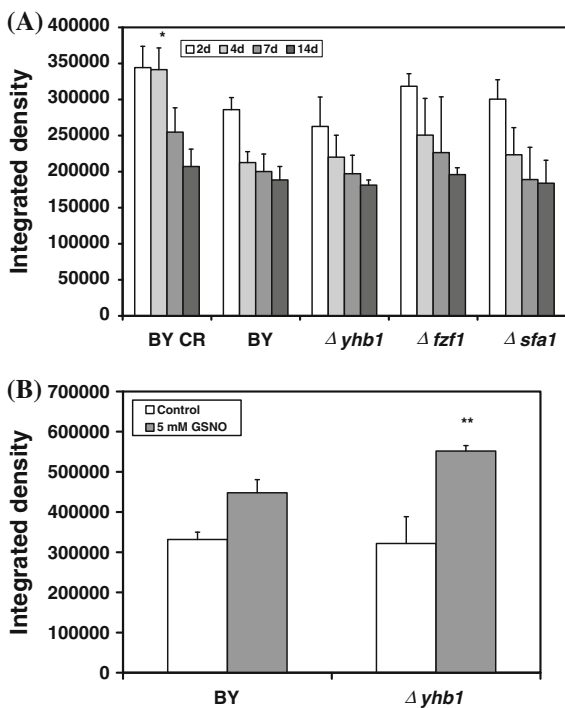 (A)
400000
350000
300000
250000
200000
150000
100000
50000
0
Integrated density
*
2d 4d 7d 14d
BY CR BY Δ yhb1 Δ fzf1 Δ sfa1
(B)
700000
600000
500000
400000
300000
200000
100000
0
Integrated density
Control
5 mM GSNO
**
BY Δ yhb1